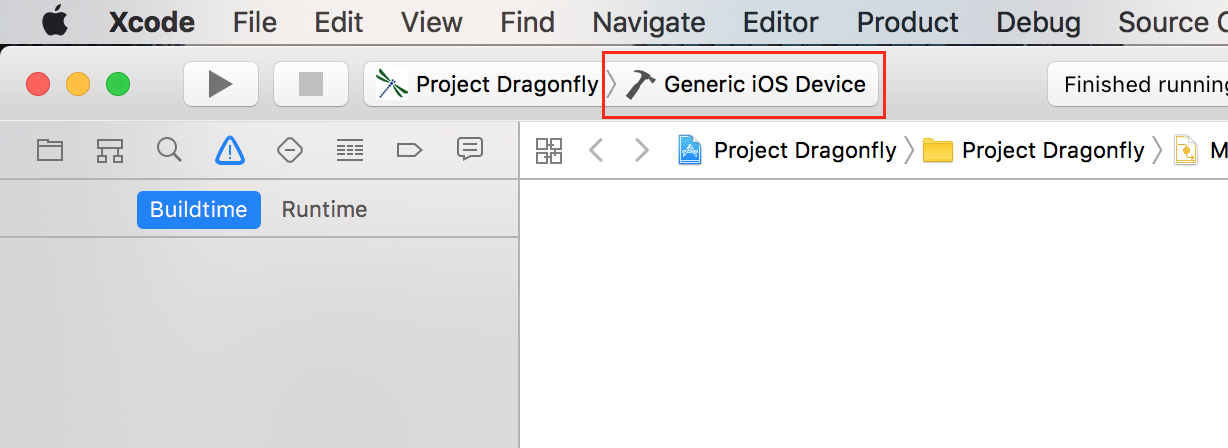 Xcode File Edit View Find Navigate Editor Product Debug Source
Project Dragonfly Generic iOS Device Finished running
Project Dragonfly Project Dragonfly
Buildtime Runtime